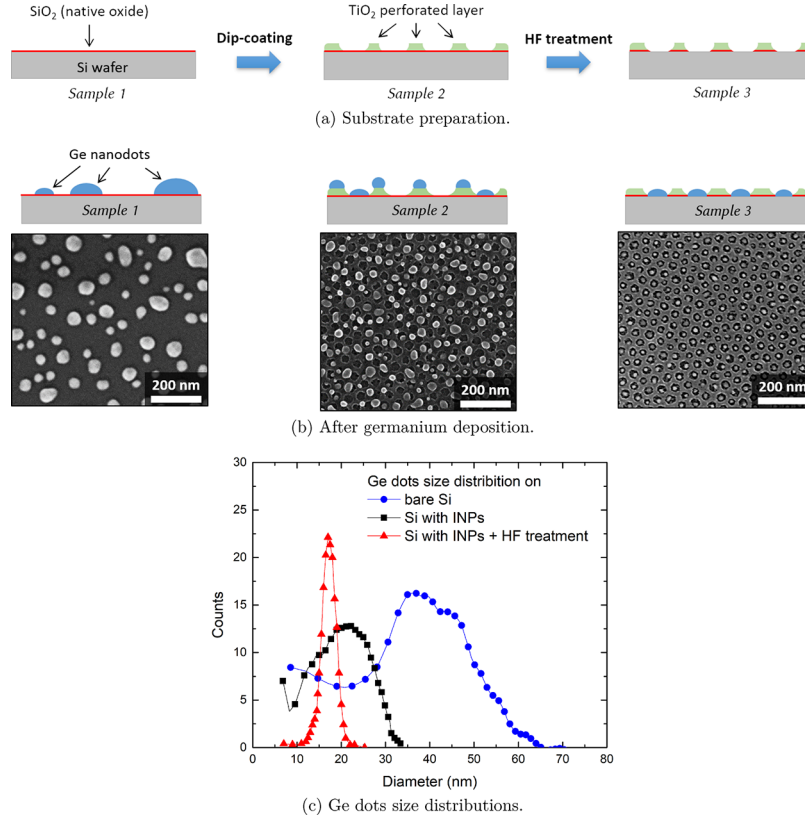 SiO₂ (native oxide)
TiO₂ perforated layer
Dip-coating
HF treatment
Si wafer
Sample 1
Sample 2
Sample 3
(a) Substrate preparation.
Ge nanodots
Sample 1
Sample 2
Sample 3
200 nm
200 nm
200 nm
(b) After germanium deposition.
30
25
20
15
10
5
0
Counts
Ge dots size distribition on
bare Si
Si with INPs
Si with INPs + HF treatment
0
10
20
30
40
50
60
70
80
Diameter (nm)
(c) Ge dots size distributions.